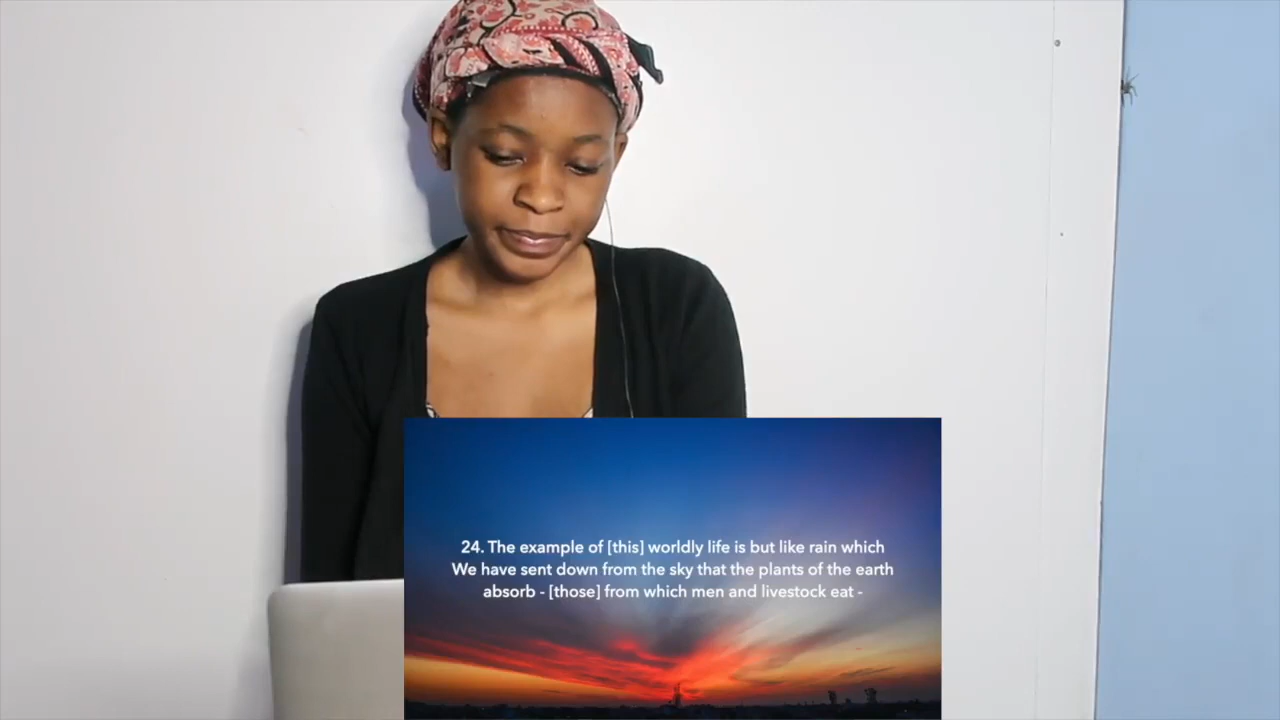 24. The example of [this] worldly life is but like rain which
We have sent down from the sky that the plants of the earth
absorb - [those] from which men and livestock eat -